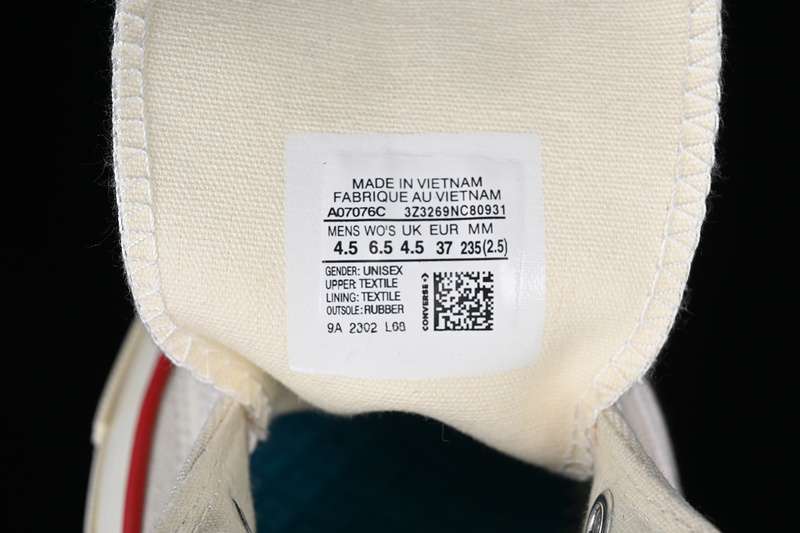 MADE IN VIETNAM
FABRIQUE AU VIETNAM
A07076C 3Z3269NC80931
MENS WO'S UK EUR MM
4.5 6.5 4.5 37 235(2.5)
GENDER: UNISEX
UPPER: TEXTILE
LINING: TEXTILE
OUTSOLE: RUBBER
9A 2302 L68
CONVERSE